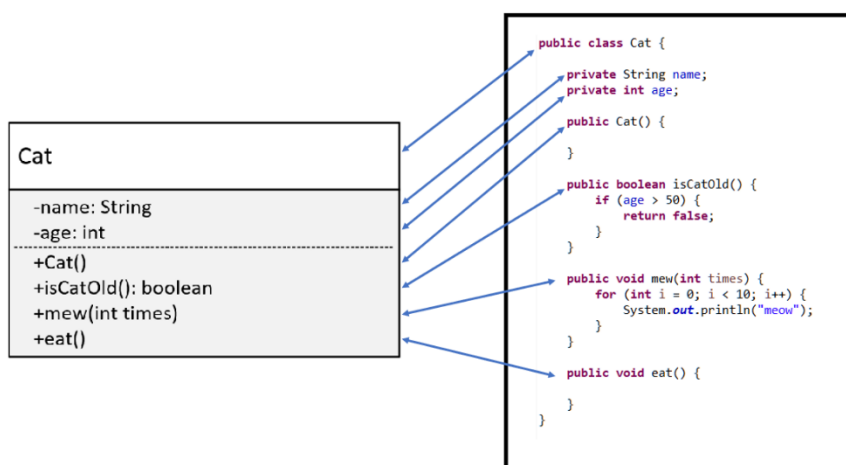 Cat
-name: String
-age: int
+Cat()
+isCatOld(): boolean
+mew(int times)
+eat()
public class Cat {
private String name;
private int age;
public Cat() {
}
public boolean isCatOld() {
if (age > 50) {
return false;
}
}
public void mew(int times) {
for (int i = 0; i < 10; i++) {
System.out.println("meow");
}
}
public void eat() {
}
}